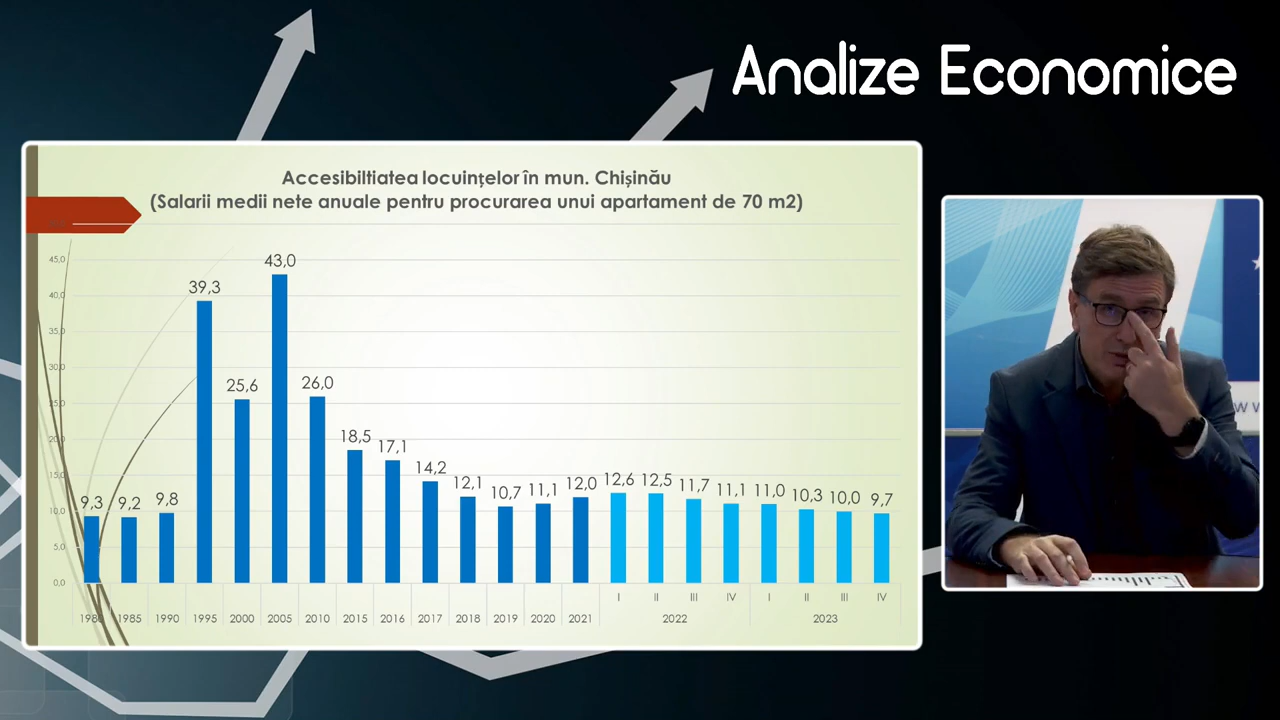 Analize Economice
Accesibiltiatea locuințelor în mun. Chișinău
(Salarii medii nete anuale pentru procurarea unui apartament de 70 m2)
45,0
40,0
35,0
30,0
25,0
20,0
15,0
10,0
5,0
0,0
9,3 9,2 9,8 39,3 25,6 43,0 26,0 18,5 17,1 14,2 12,1 10,7 11,1 12,0 12,6 12,5 11,7 11,1 11,0 10,3 10,0 9,7
I II III IV I II III IV
1980 1985 1990 1995 2000 2005 2010 2015 2016 2017 2018 2019 2020 2021 2022 2023
W W